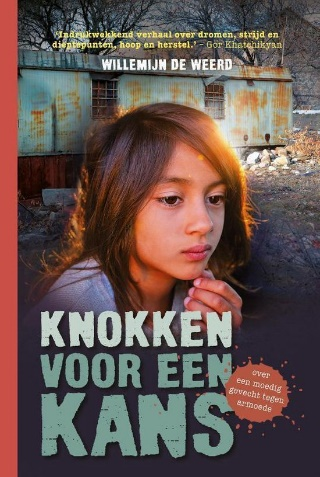 'Indrukwekkend verhaal over dromen, strijd en
dieptepunten, hoop en herstel.' – Gor Khatchikyan
WILLEMIJN DE WEERD
KNOKKEN
VOOR EEN
KANS
over
een moedig
gevecht tegen
armoede